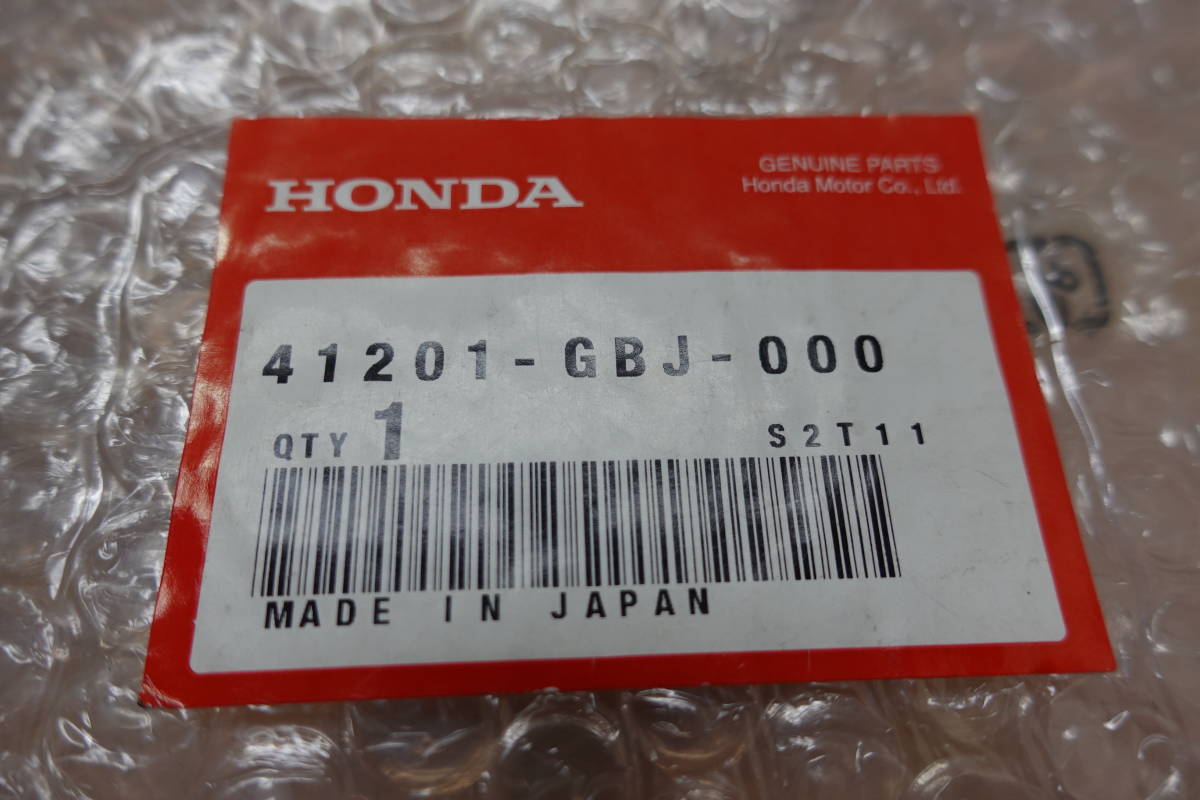 HONDA
GENUINE PARTS
Honda Motor Co., Ltd.
41201-GBJ-000
QTY 1
S2T11
MADE IN JAPAN